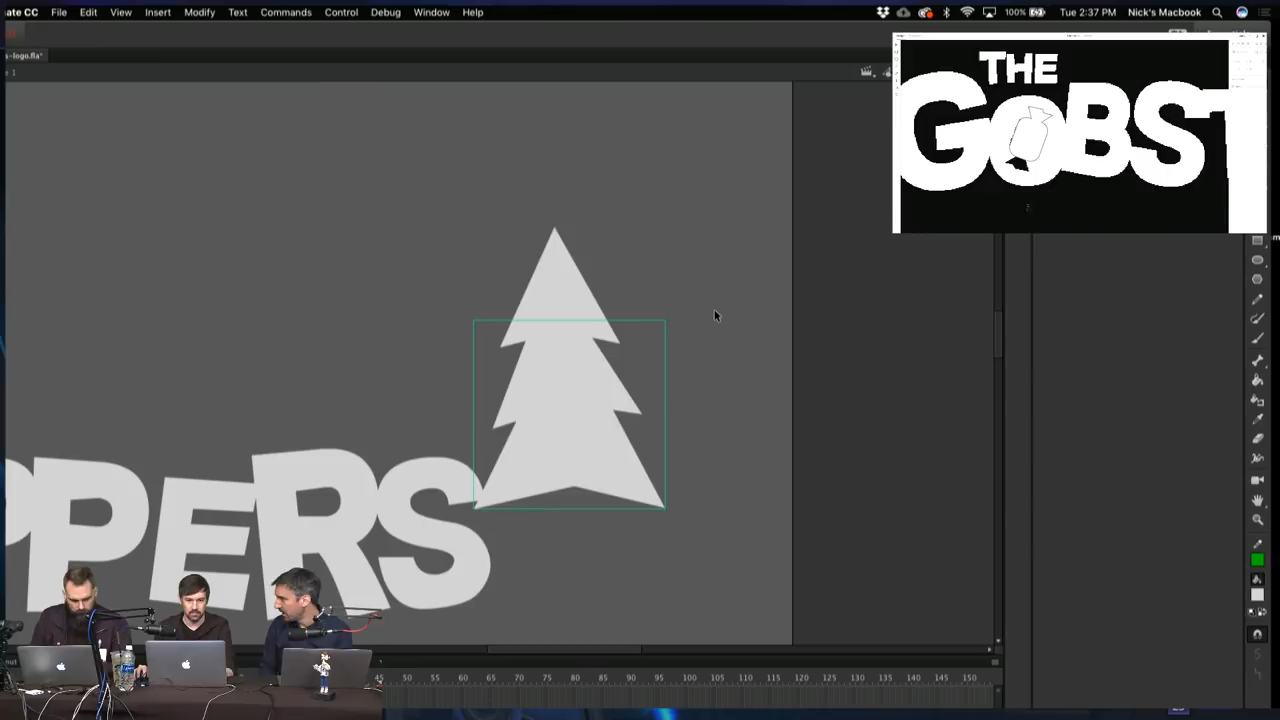 ate CC File Edit View Insert Modify Text Commands Control Debug Window Help 100% Tue 2:37 PM Nick's Macbook
s-logo.fla*
e 1
THE
GOBST
PPERS
45 50 55 60 65 70 75 80 85 90 95 100 105 110 115 120 125 130 135 140 145 150